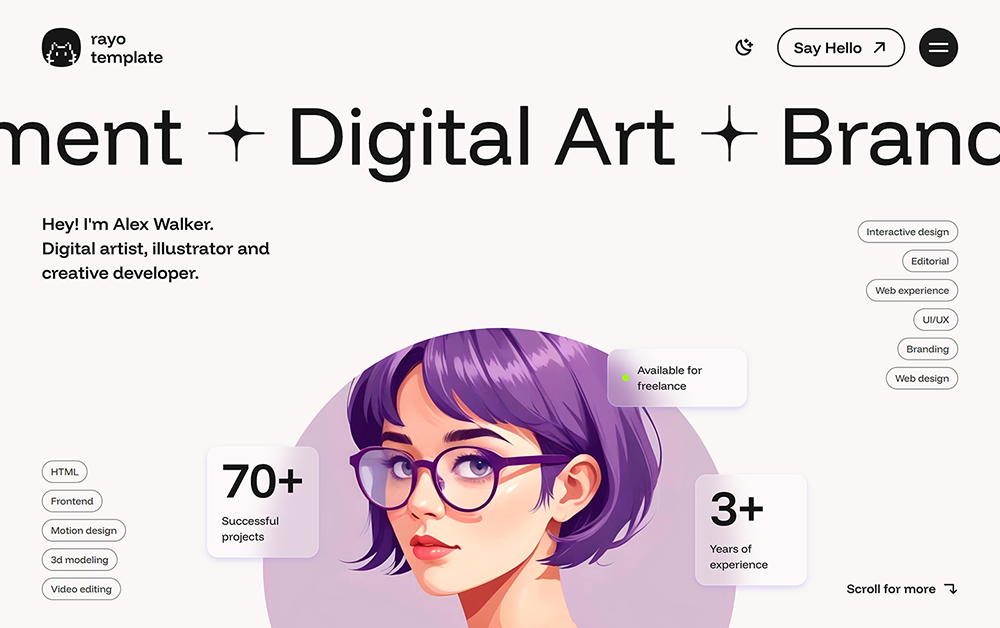 rayo
template
Say Hello
ment Digital Art Branc
Hey! I'm Alex Walker.
Digital artist, illustrator and
creative developer.
Interactive design
Editorial
Web experience
UI/UX
Branding
Web design
Available for
freelance
70+
Successful
projects
3+
Years of
experience
HTML
Frontend
Motion design
3d modeling
Video editing
Scroll for more